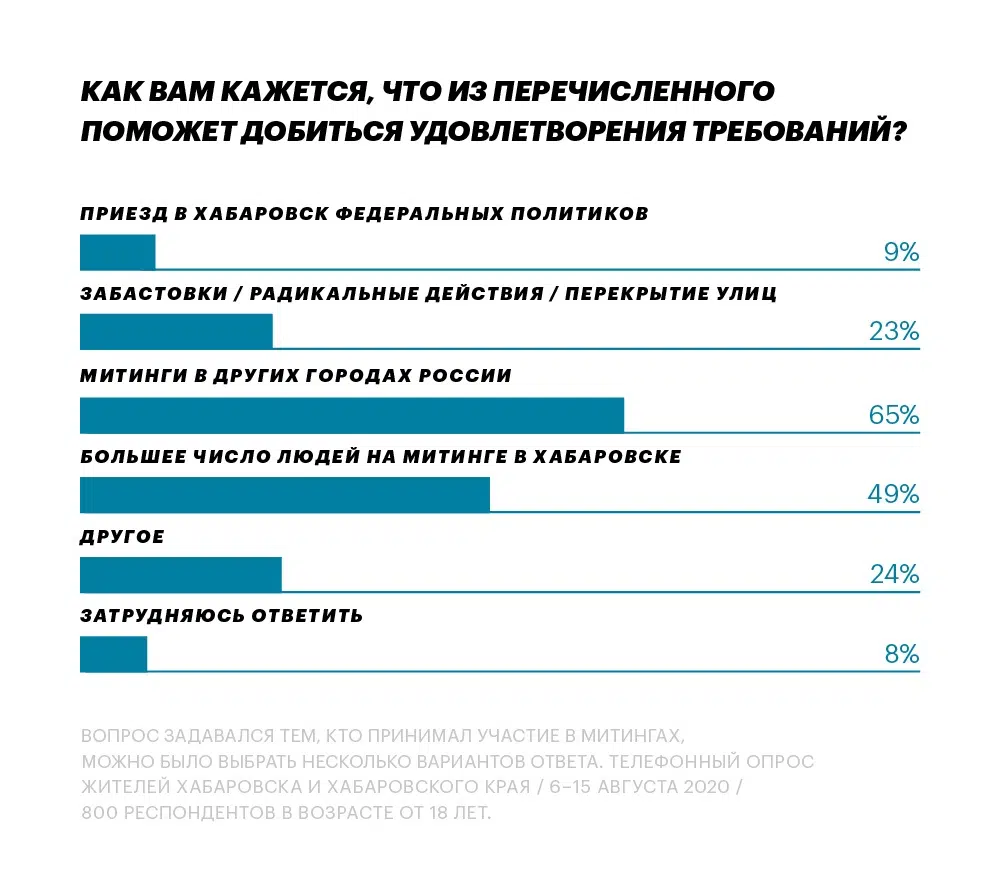 КАК ВАМ КАЖЕТСЯ, ЧТО ИЗ ПЕРЕЧИСЛЕННОГО
ПОМОЖЕТ ДОБИТЬСЯ УДОВЛЕТВОРЕНИЯ ТРЕБОВАНИЙ?
ПРИЕЗД В ХАБАРОВСК ФЕДЕРАЛЬНЫХ ПОЛИТИКОВ
9%
ЗАБАСТОВКИ / РАДИКАЛЬНЫЕ ДЕЙСТВИЯ / ПЕРЕКРЫТИЕ УЛИЦ
23%
МИТИНГИ В ДРУГИХ ГОРОДАХ РОССИИ
65%
БОЛЬШЕЕ ЧИСЛО ЛЮДЕЙ НА МИТИНГЕ В ХАБАРОВСКЕ
49%
ДРУГОЕ
24%
ЗАТРУДНЯЮСЬ ОТВЕТИТЬ
8%
ВОПРОС ЗАДАВАЛСЯ ТЕМ, КТО ПРИНИМАЛ УЧАСТИЕ В МИТИНГАХ,
МОЖНО БЫЛО ВЫБРАТЬ НЕСКОЛЬКО ВАРИАНТОВ ОТВЕТА. ТЕЛЕФОННЫЙ ОПРОС
ЖИТЕЛЕЙ ХАБАРОВСКА И ХАБАРОВСКОГО КРАЯ / 6–15 АВГУСТА 2020 /
800 РЕСПОНДЕНТОВ В ВОЗРАСТЕ ОТ 18 ЛЕТ.